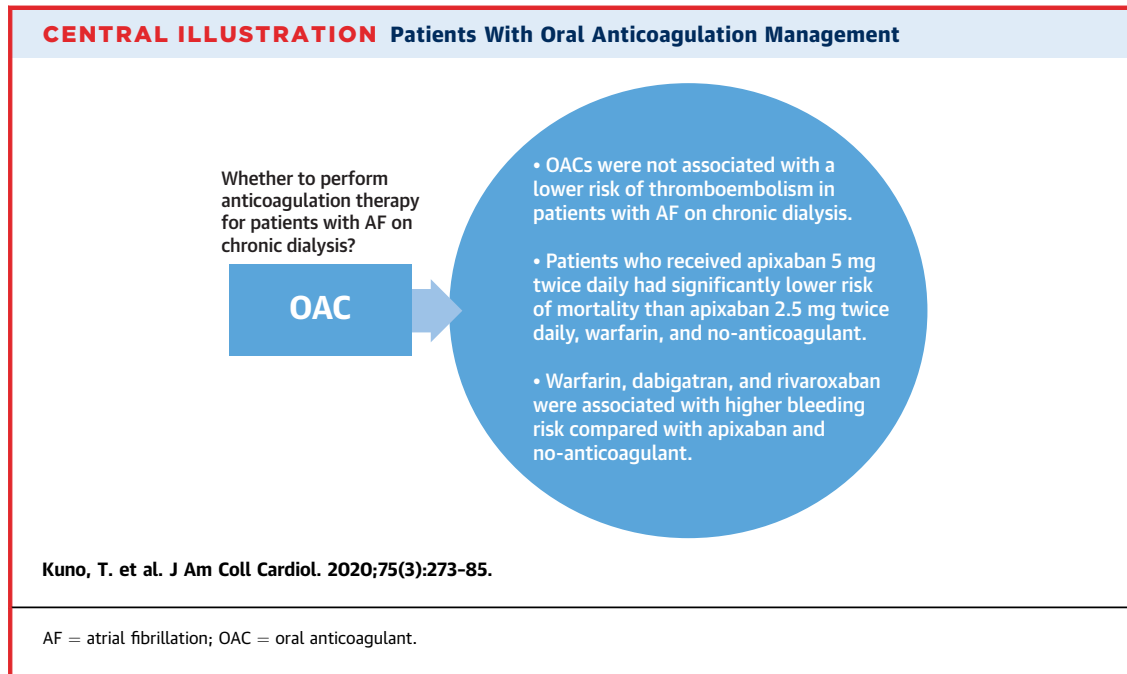 CENTRAL ILLUSTRATION Patients With Oral Anticoagulation Management
Whether to perform
anticoagulation therapy
for patients with AF on
chronic dialysis?
OAC
• OACs were not associated with a
lower risk of thromboembolism in
patients with AF on chronic dialysis.
• Patients who received apixaban 5 mg
twice daily had significantly lower risk
of mortality than apixaban 2.5 mg twice
daily, warfarin, and no-anticoagulant.
• Warfarin, dabigatran, and rivaroxaban
were associated with higher bleeding
risk compared with apixaban and
no-anticoagulant.
Kuno, T. et al. J Am Coll Cardiol. 2020;75(3):273–85.
AF = atrial fibrillation; OAC = oral anticoagulant.